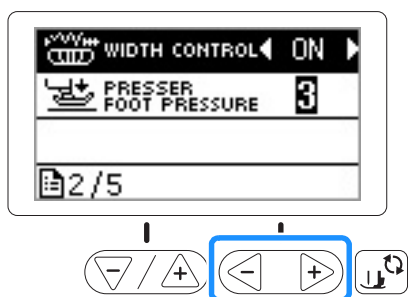 WIDTH CONTROL ON
PRESSER
FOOT PRESSURE 3
2/5
- / + - +